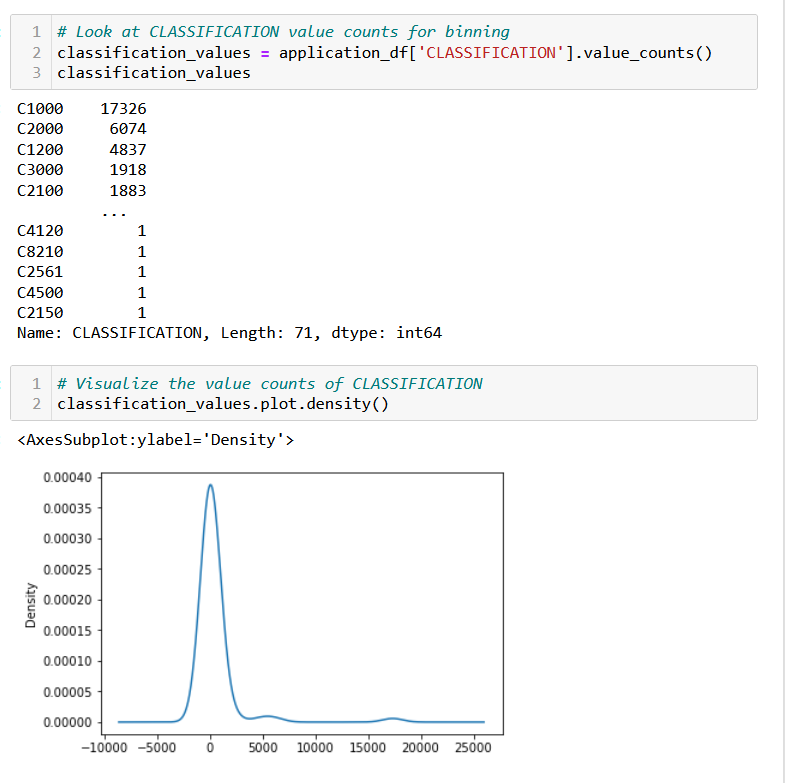 1 # Look at CLASSIFICATION value counts for binning
2 classification_values = application_df['CLASSIFICATION'].value_counts()
3 classification_values
C1000 17326
C2000 6074
C1200 4837
C3000 1918
C2100 1883
...
C4120 1
C8210 1
C2561 1
C4500 1
C2150 1
Name: CLASSIFICATION, Length: 71, dtype: int64
1 # Visualize the value counts of CLASSIFICATION
2 classification_values.plot.density()
<AxesSubplot:ylabel='Density'>
0.00040
0.00035
0.00030
0.00025
0.00020
0.00015
0.00010
0.00005
0.00000
Density
−10000 −5000 0 5000 10000 15000 20000 25000